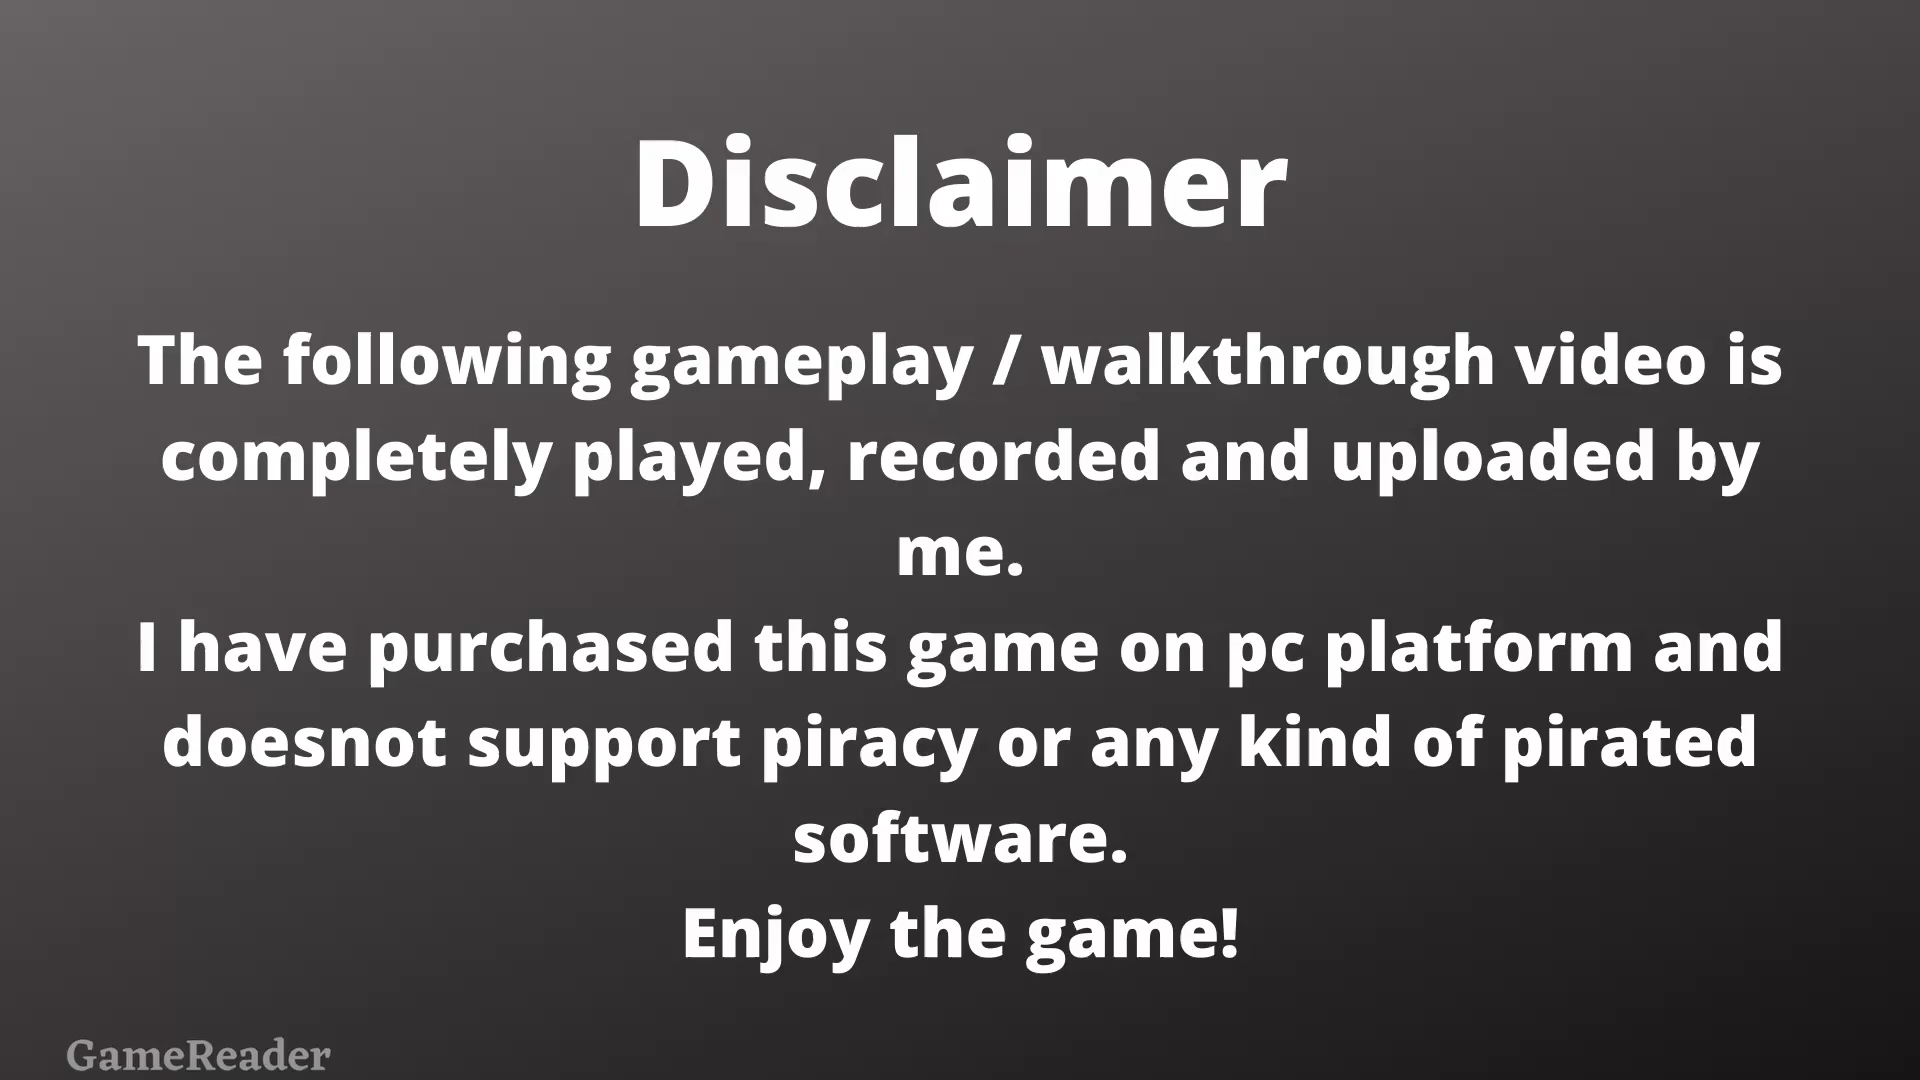 Disclaimer
The following gameplay / walkthrough video is
completely played, recorded and uploaded by
me.
I have purchased this game on pc platform and
doesnot support piracy or any kind of pirated
software.
Enjoy the game!
GameReader